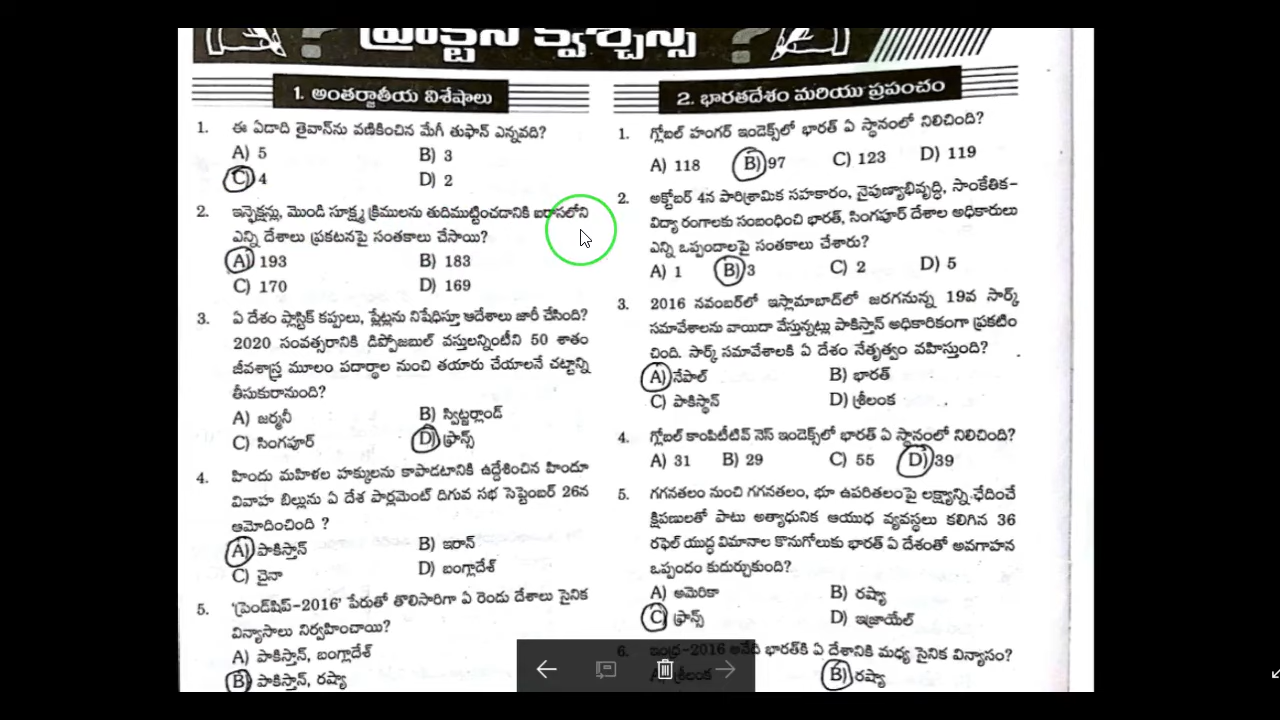 ప్రాక్టీస్ క్వశ్చన్స్
1. అంతర్జాతీయ విశేషాలు
1. ఈ ఏడాది తైవాన్‌ను వణికించిన మేగీ తుఫాన్ ఎన్నవది?
A) 5 B) 3
C) 4 D) 2
2. ఇన్ఫెక్షన్లు, మొండి సూక్ష్మ క్రిములను తుదిముట్టించడానికి ఐరాసలోని
ఎన్ని దేశాలు ప్రకటనపై సంతకాలు చేసాయి?
A) 193 B) 183
C) 170 D) 169
3. ఏ దేశం ప్లాస్టిక్ కప్పులు, ప్లేట్లను నిషేధిస్తూ ఆదేశాలు జారీ చేసింది?
2020 సంవత్సరానికి డిస్పోజబుల్ వస్తులన్నింటిని 50 శాతం
జీవశాస్త్ర మూలం పదార్థాల నుంచి తయారు చేయాలనే చట్టాన్ని
తీసుకురానుంది?
A) జర్మనీ B) స్విట్జర్లాండ్
C) సింగపూర్ D) ఫ్రాన్స్
4. హిందు మహిళల హక్కులను కాపాడటానికి ఉద్దేశించిన హిందూ
వివాహ బిల్లును ఏ దేశ పార్లమెంట్ దిగువ సభ సెప్టెంబర్ 26న
ఆమోదించింది ?
A) పాకిస్తాన్ B) ఇరాన్
C) చైనా D) బంగ్లాదేశ్
5. 'ఫ్రెండ్‌షిప్-2016' పేరుతో తొలిసారిగా ఏ రెండు దేశాలు సైనిక
విన్యాసాలు నిర్వహించాయి?
A) పాకిస్తాన్, బంగ్లాదేశ్
B) పాకిస్తాన్, రష్యా
2. భారతదేశం మరియు ప్రపంచం
1. గ్లోబల్ హంగర్ ఇండెక్స్‌లో భారత్ ఏ స్థానంలో నిలిచింది?
A) 118 B) 97 C) 123 D) 119
2. అక్టోబర్ 4న పారిశ్రామిక సహకారం, నైపుణ్యాభివృద్ధి, సాంకేతిక-
విద్యా రంగాలకు సంబంధించి భారత్, సింగపూర్ దేశాల అధికారులు
ఎన్ని ఒప్పందాలపై సంతకాలు చేశారు?
A) 1 B) 3 C) 2 D) 5
3. 2016 నవంబర్‌లో ఇస్లామాబాద్‌లో జరగనున్న 19వ సార్క్
సమావేశాలను వాయిదా వేస్తున్నట్లు పాకిస్తాన్ అధికారికంగా ప్రకటిం
చింది. సార్క్ సమావేశాలకి ఏ దేశం నేతృత్వం వహిస్తుంది?
A) నేపాల్ B) భారత్
C) పాకిస్థాన్ D) శ్రీలంక
4. గ్లోబల్ కాంపిటీటివ్ నెస్ ఇండెక్స్‌లో భారత్ ఏ స్థానంలో నిలిచింది?
A) 31 B) 29 C) 55 D) 39
5. గగనతలం నుంచి గగనతలం, భూ ఉపరితలంపై లక్ష్యాన్ని ఛేదించే
క్షిపణులతో పాటు అత్యాధునిక ఆయుధ వ్యవస్థలు కలిగిన 36
రఫెల్ యుద్ధ విమానాల కొనుగోలుకు భారత్ ఏ దేశంతో అవగాహన
ఒప్పందం కుదుర్చుకుంది?
A) అమెరికా B) రష్యా
C) ఫ్రాన్స్ D) ఇజ్రాయేల్
6. ఇంద్ర-2016 అనేది భారత్‌కి ఏ దేశానికి మధ్య సైనిక విన్యాసం?
A) శ్రీలంక B) రష్యా